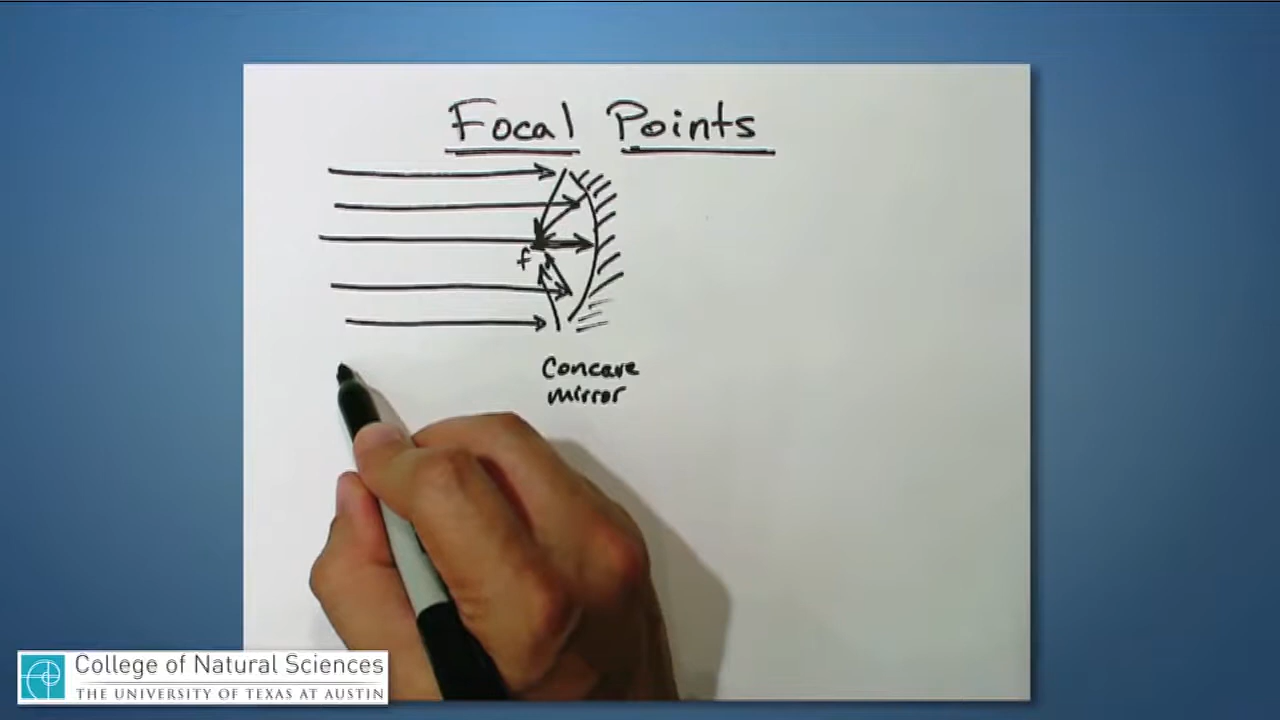 Focal Points
f
Concave
mirror
College of Natural Sciences
THE UNIVERSITY OF TEXAS AT AUSTIN